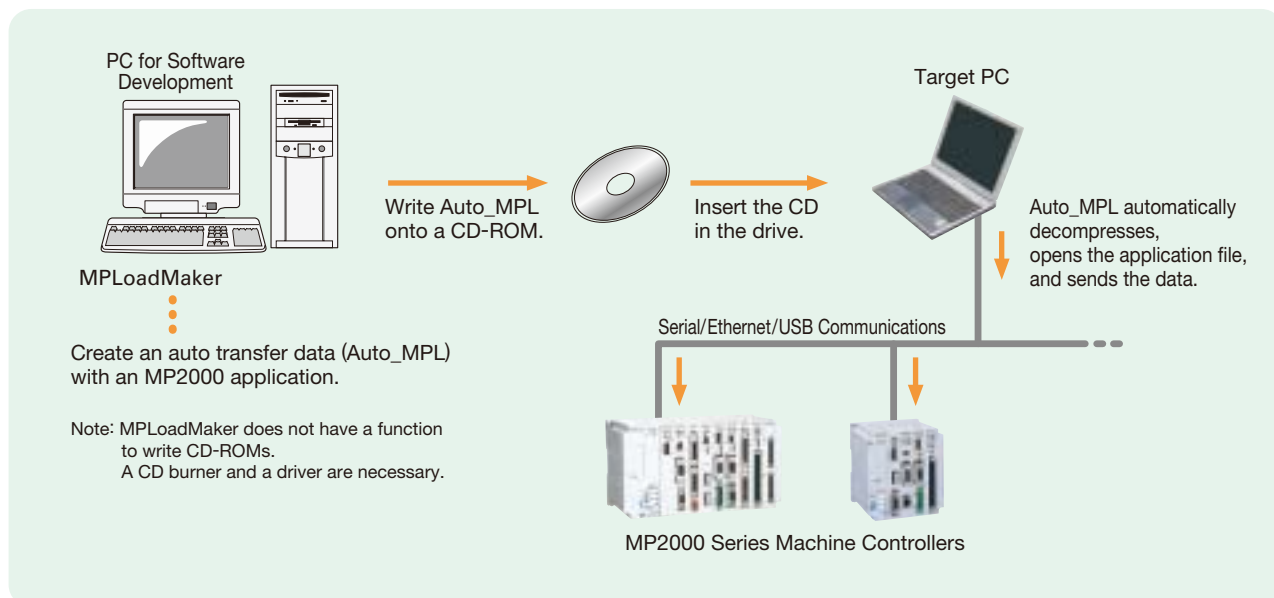 PC for Software
Development
MPLoadMaker
Create an auto transfer data (Auto_MPL)
with an MP2000 application.
Note: MPLoadMaker does not have a function
to write CD-ROMs.
A CD burner and a driver are necessary.
Write Auto_MPL
onto a CD-ROM.
Insert the CD
in the drive.
Target PC
Auto_MPL automatically
decompresses,
opens the application file,
and sends the data.
Serial/Ethernet/USB Communications
MP2000 Series Machine Controllers